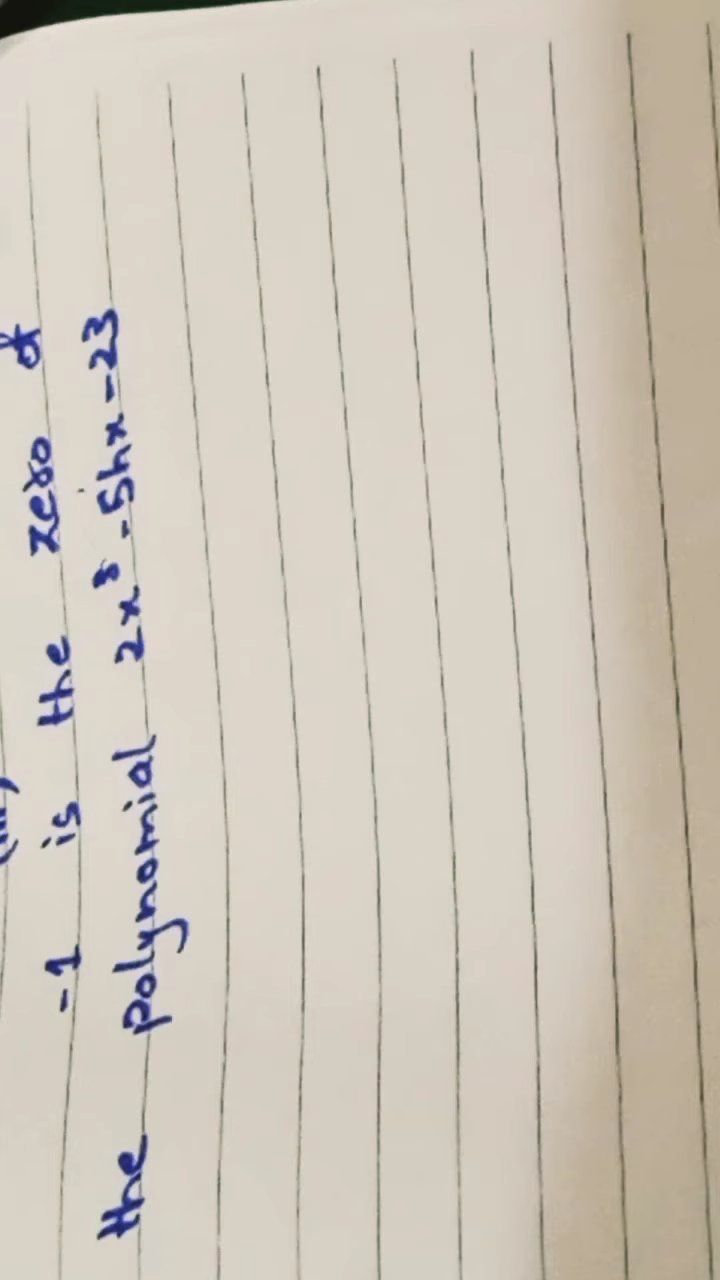 -1 is the zero of
the polynomial 2x³-5hx-23